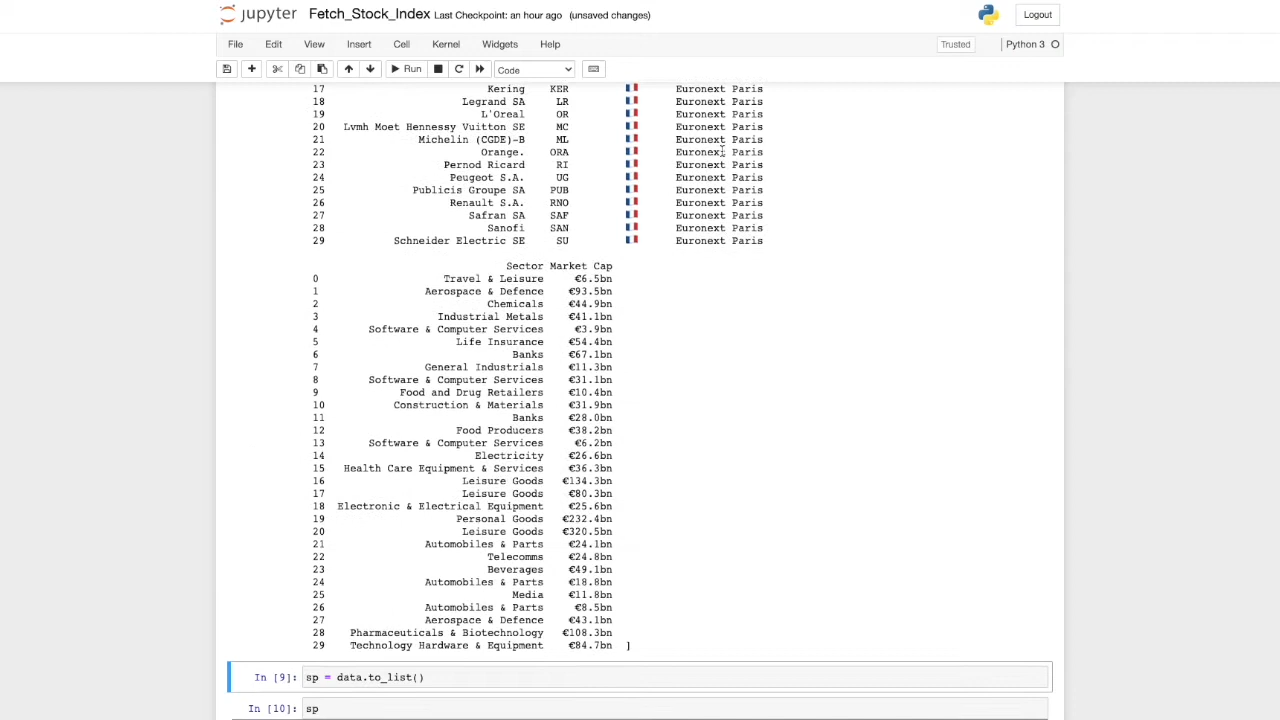 jupyter Fetch_Stock_Index Last Checkpoint: an hour ago (unsaved changes) Logout
File Edit View Insert Cell Kernel Widgets Help Trusted Python 3
Run Code
17 Kering KER Euronext Paris
18 Legrand SA LR Euronext Paris
19 L'Oreal OR Euronext Paris
20 Lvmh Moet Hennessy Vuitton SE MC Euronext Paris
21 Michelin (CGDE)-B ML Euronext Paris
22 Orange. ORA Euronext Paris
23 Pernod Ricard RI Euronext Paris
24 Peugeot S.A. UG Euronext Paris
25 Publicis Groupe SA PUB Euronext Paris
26 Renault S.A. RNO Euronext Paris
27 Safran SA SAF Euronext Paris
28 Sanofi SAN Euronext Paris
29 Schneider Electric SE SU Euronext Paris
Sector Market Cap
0 Travel & Leisure €6.5bn
1 Aerospace & Defence €93.5bn
2 Chemicals €44.9bn
3 Industrial Metals €41.1bn
4 Software & Computer Services €3.9bn
5 Life Insurance €54.4bn
6 Banks €67.1bn
7 General Industrials €11.3bn
8 Software & Computer Services €31.1bn
9 Food and Drug Retailers €10.4bn
10 Construction & Materials €31.9bn
11 Banks €28.0bn
12 Food Producers €38.2bn
13 Software & Computer Services €6.2bn
14 Electricity €26.6bn
15 Health Care Equipment & Services €36.3bn
16 Leisure Goods €134.3bn
17 Leisure Goods €80.3bn
18 Electronic & Electrical Equipment €25.6bn
19 Personal Goods €232.4bn
20 Leisure Goods €320.5bn
21 Automobiles & Parts €24.1bn
22 Telecomms €24.8bn
23 Beverages €49.1bn
24 Automobiles & Parts €18.8bn
25 Media €11.8bn
26 Automobiles & Parts €8.5bn
27 Aerospace & Defence €43.1bn
28 Pharmaceuticals & Biotechnology €108.3bn
29 Technology Hardware & Equipment €84.7bn ]
In [9]: sp = data.to_list()
In [10]: sp